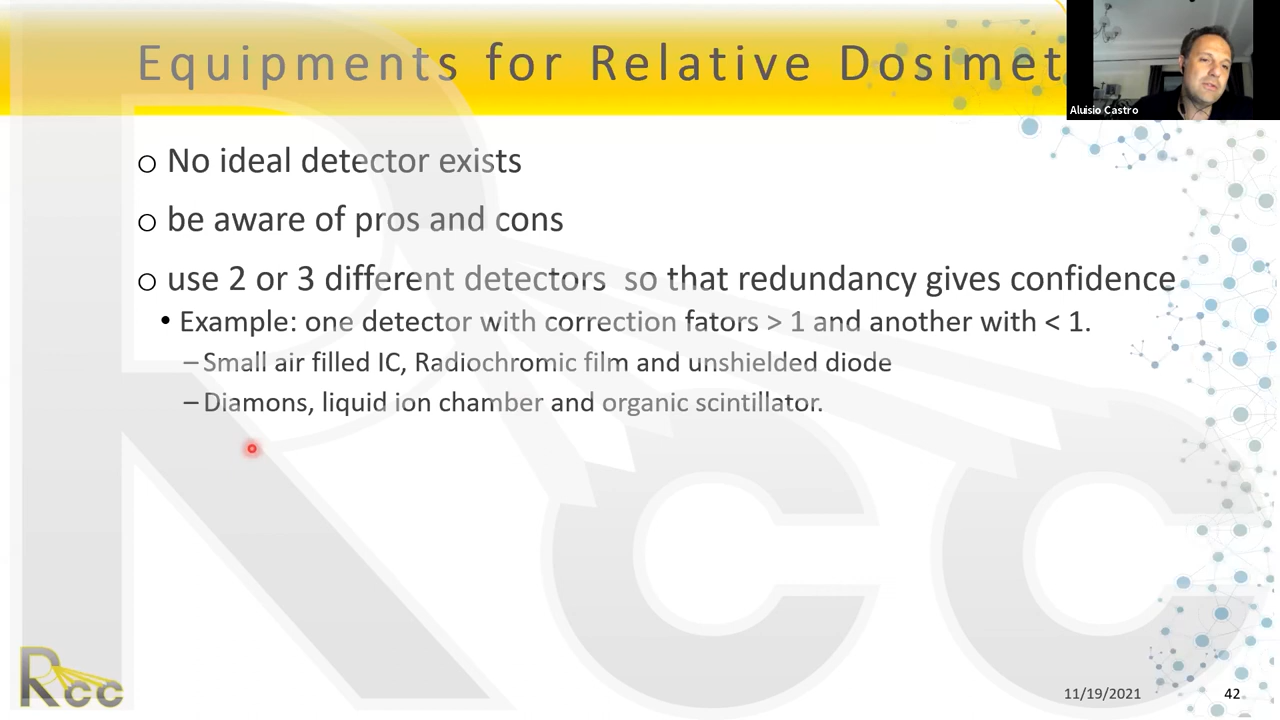 Equipments for Relative Dosimet
Aluisio Castro
o No ideal detector exists
o be aware of pros and cons
o use 2 or 3 different detectors so that redundancy gives confidence
• Example: one detector with correction fators > 1 and another with < 1.
– Small air filled IC, Radiochromic film and unshielded diode
– Diamons, liquid ion chamber and organic scintillator.
Rcc
Rcc
11/19/2021
42